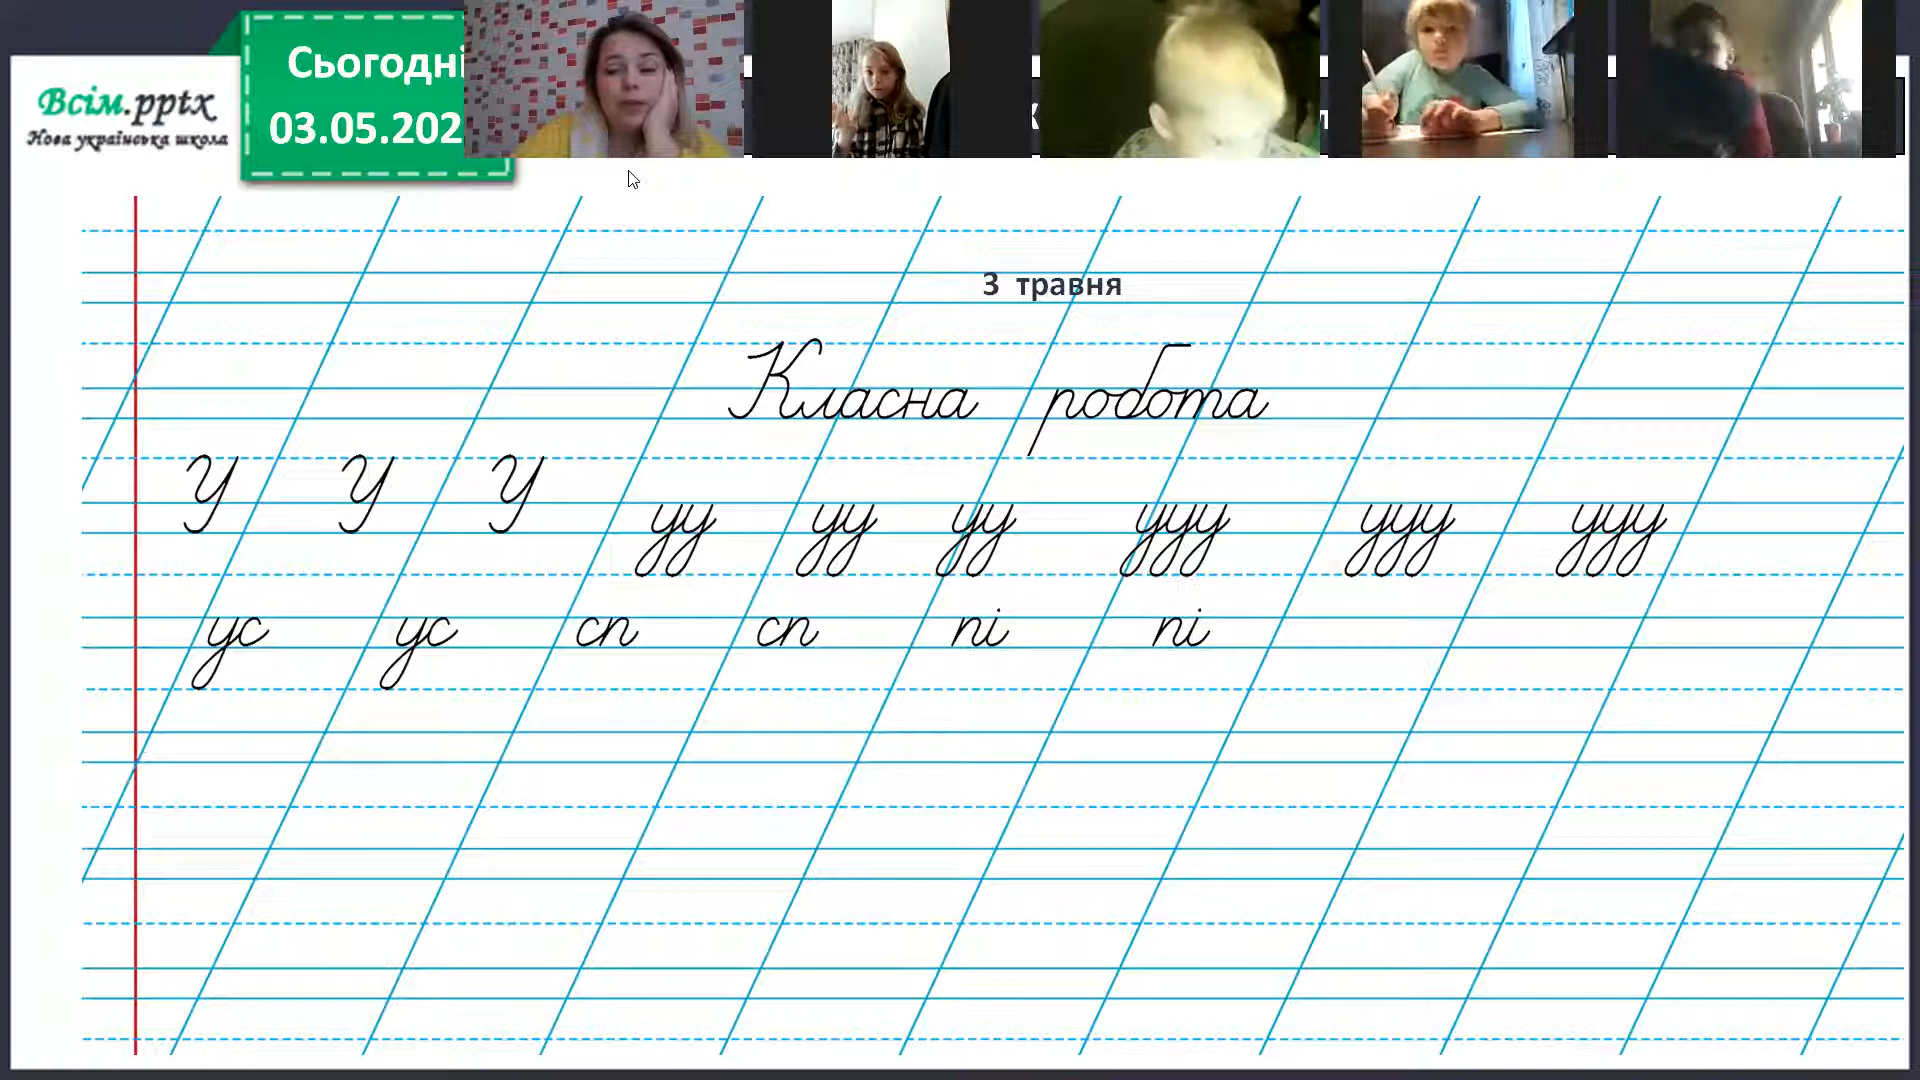 Всім.pptx
Нова українська школа
Сьогодні
03.05.202
3 травня
Класна робота
У У У уу уу уу ууу ууу ууу
ус ус сп сп пі пі